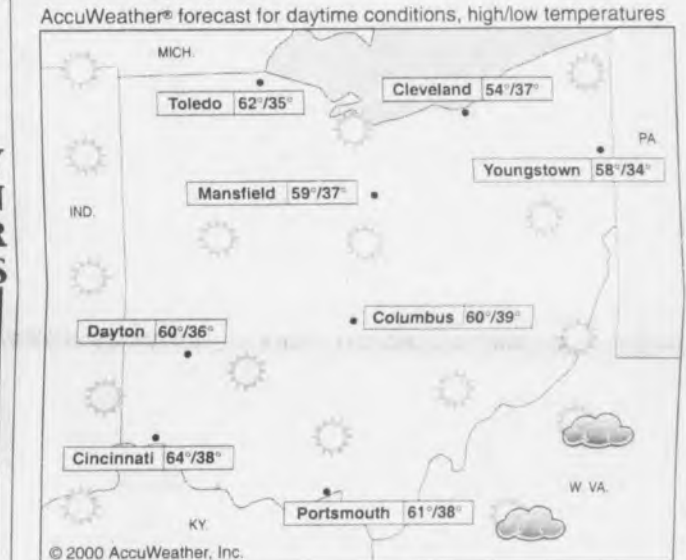 AccuWeather® forecast for daytime conditions, high/low temperatures
MICH.
Toledo 62°/35°
Cleveland 54°/37°
PA.
Youngstown 58°/34°
Mansfield 59°/37°
IND.
Columbus 60°/39°
Dayton 60°/36°
Cincinnati 64°/38°
W. VA.
Portsmouth 61°/38°
KY.
© 2000 AccuWeather, Inc.